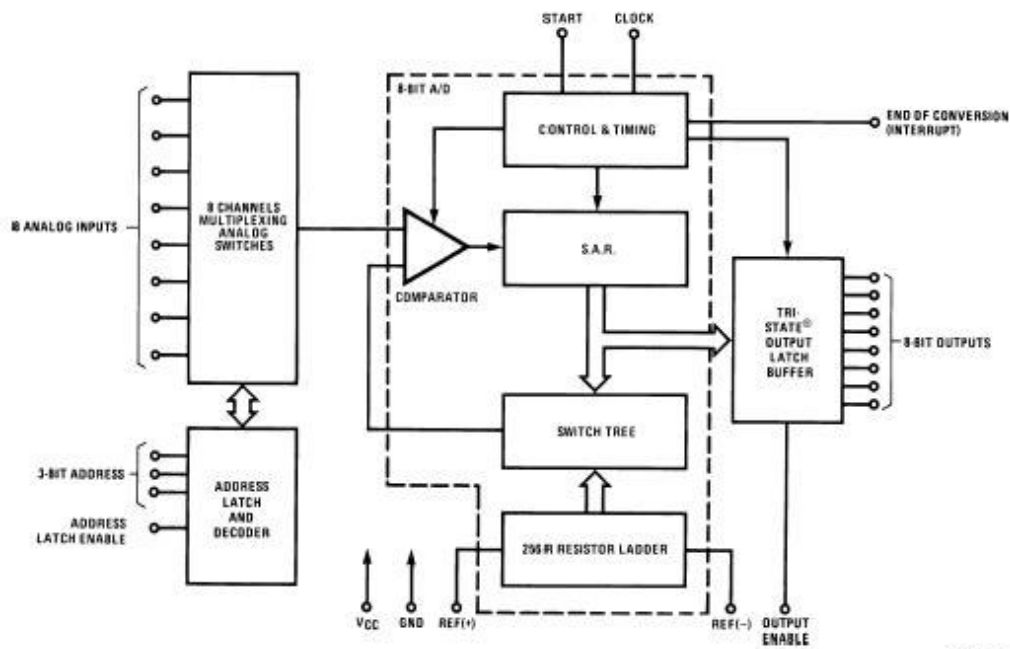 START
CLOCK
8-BIT A/D
CONTROL & TIMING
END OF CONVERSION
(INTERRUPT)
8 ANALOG INPUTS
8 CHANNELS
MULTIPLEXING
ANALOG
SWITCHES
COMPARATOR
S.A.R.
TRI-
STATE®
OUTPUT
LATCH
BUFFER
8-BIT OUTPUTS
SWITCH TREE
3-BIT ADDRESS
ADDRESS
LATCH ENABLE
ADDRESS
LATCH
AND
DECODER
256R RESISTOR LADDER
VCC
GND
REF(+)
REF(−)
OUTPUT
ENABLE